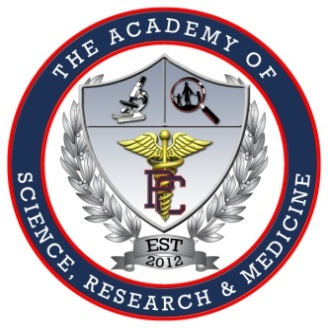 THE ACADEMY OF
PC
EST
2012
SCIENCE, RESEARCH & MEDICINE